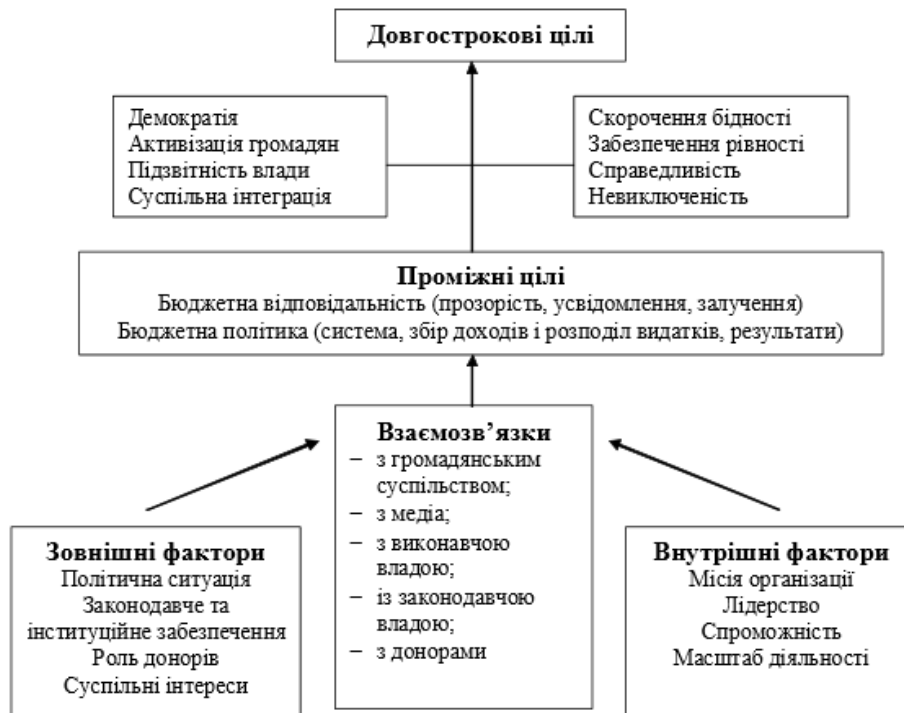 Довгострокові цілі
Демократія
Активізація громадян
Підзвітність влади
Суспільна інтеграція
Скорочення бідності
Забезпечення рівності
Справедливість
Невиключеність
Проміжні цілі
Бюджетна відповідальність (прозорість, усвідомлення, залучення)
Бюджетна політика (система, збір доходів і розподіл видатків, результати)
Взаємозв’язки
– з громадянським
суспільством;
– з медіа;
– з виконавчою
владою;
– із законодавчою
владою;
– з донорами
Зовнішні фактори
Політична ситуація
Законодавче та
інституційне забезпечення
Роль донорів
Суспільні інтереси
Внутрішні фактори
Місія організації
Лідерство
Спроможність
Масштаб діяльності